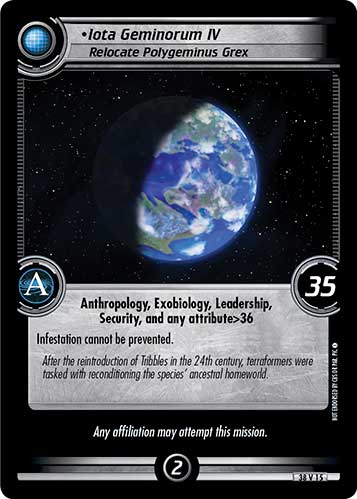 •Iota Geminorum IV
Relocate Polygeminus Grex
A
35
Anthropology, Exobiology, Leadership,
Security, and any attribute>36
Infestation cannot be prevented.
After the reintroduction of Tribbles in the 24th century, terraformers were
tasked with reconditioning the species' ancestral homeworld.
Any affiliation may attempt this mission.
2
38 V 15